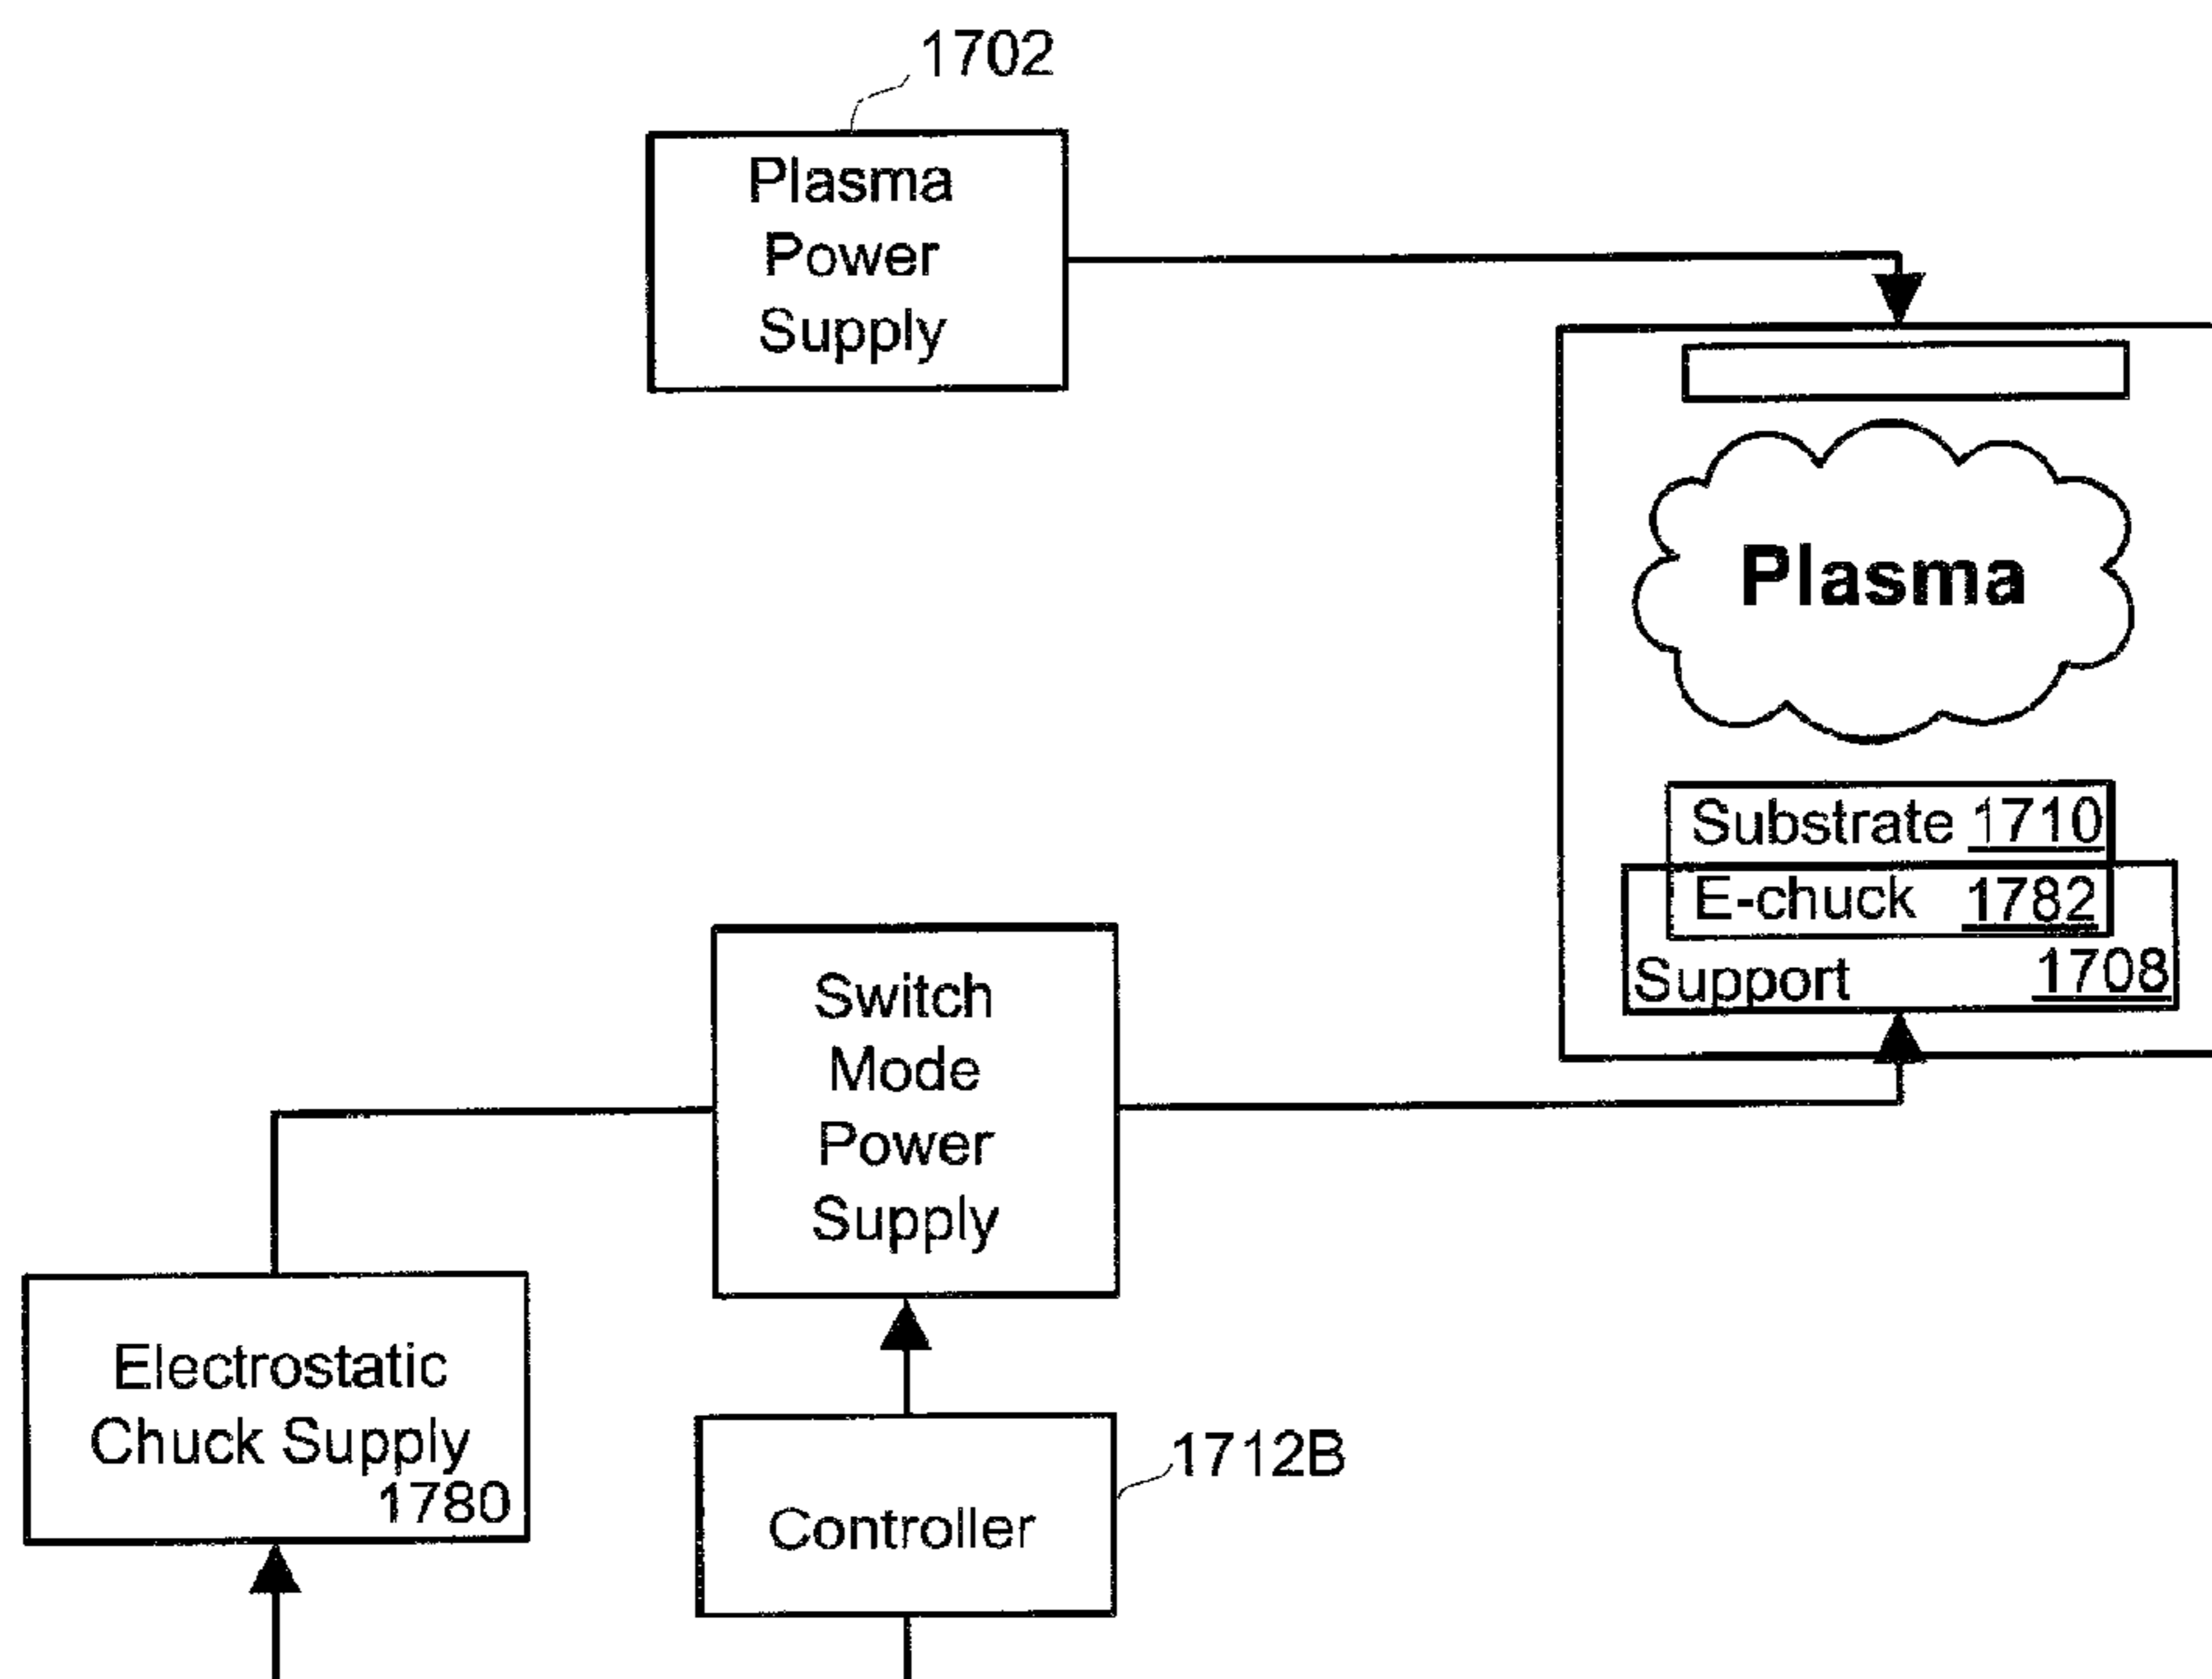 1702
Plasma
Power
Supply
Plasma
Substrate 1710
E-chuck 1782
Support 1708
Switch
Mode
Power
Supply
Electrostatic
Chuck Supply
1780
1712B
Controller